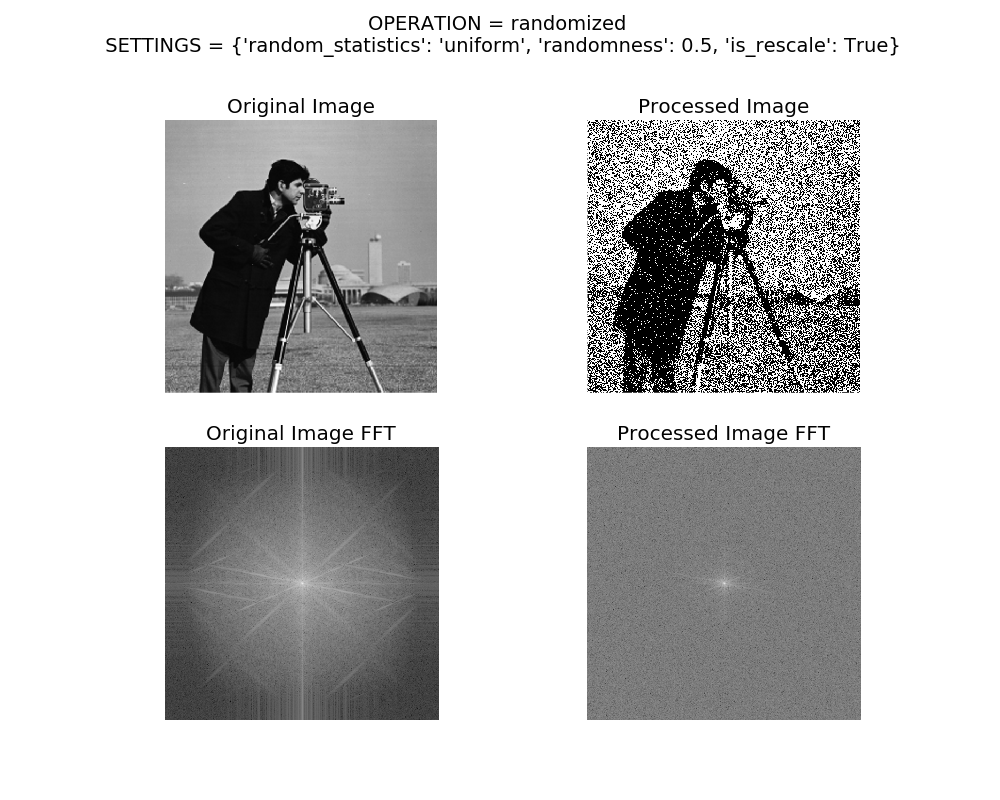 OPERATION = randomized
SETTINGS = {'random_statistics': 'uniform', 'randomness': 0.5, 'is_rescale': True}
Original Image
Processed Image
Original Image FFT
Processed Image FFT